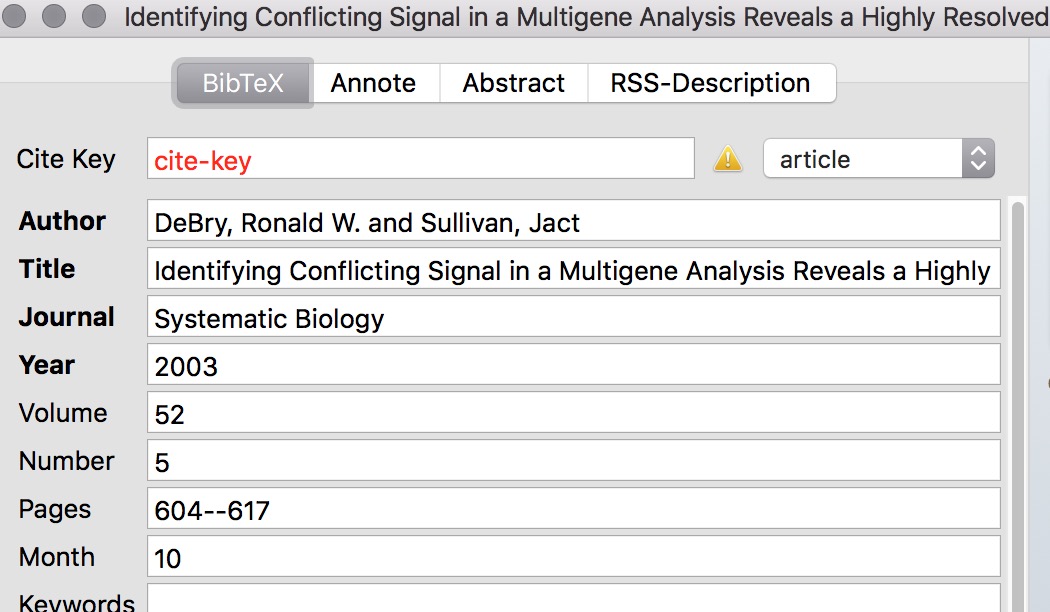 Identifying Conflicting Signal in a Multigene Analysis Reveals a Highly Resolved
BibTeX Annote Abstract RSS-Description
Cite Key cite-key article
Author DeBry, Ronald W. and Sullivan, Jact
Title Identifying Conflicting Signal in a Multigene Analysis Reveals a Highly
Journal Systematic Biology
Year 2003
Volume 52
Number 5
Pages 604--617
Month 10
Keywords